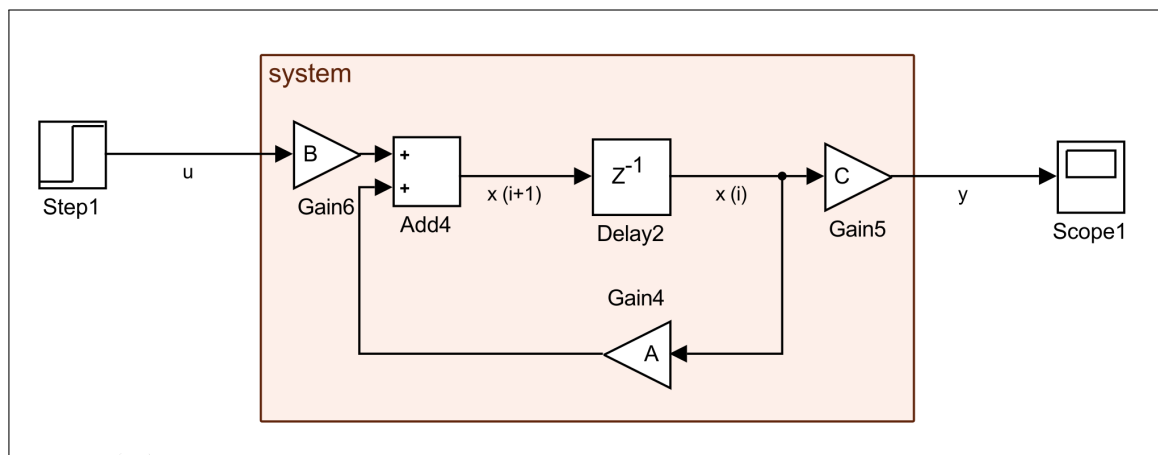 system
u
B
+
+
x (i+1)
Z-1
x (i)
C
y
Step1
Gain6
Add4
Delay2
Gain5
Scope1
Gain4
A